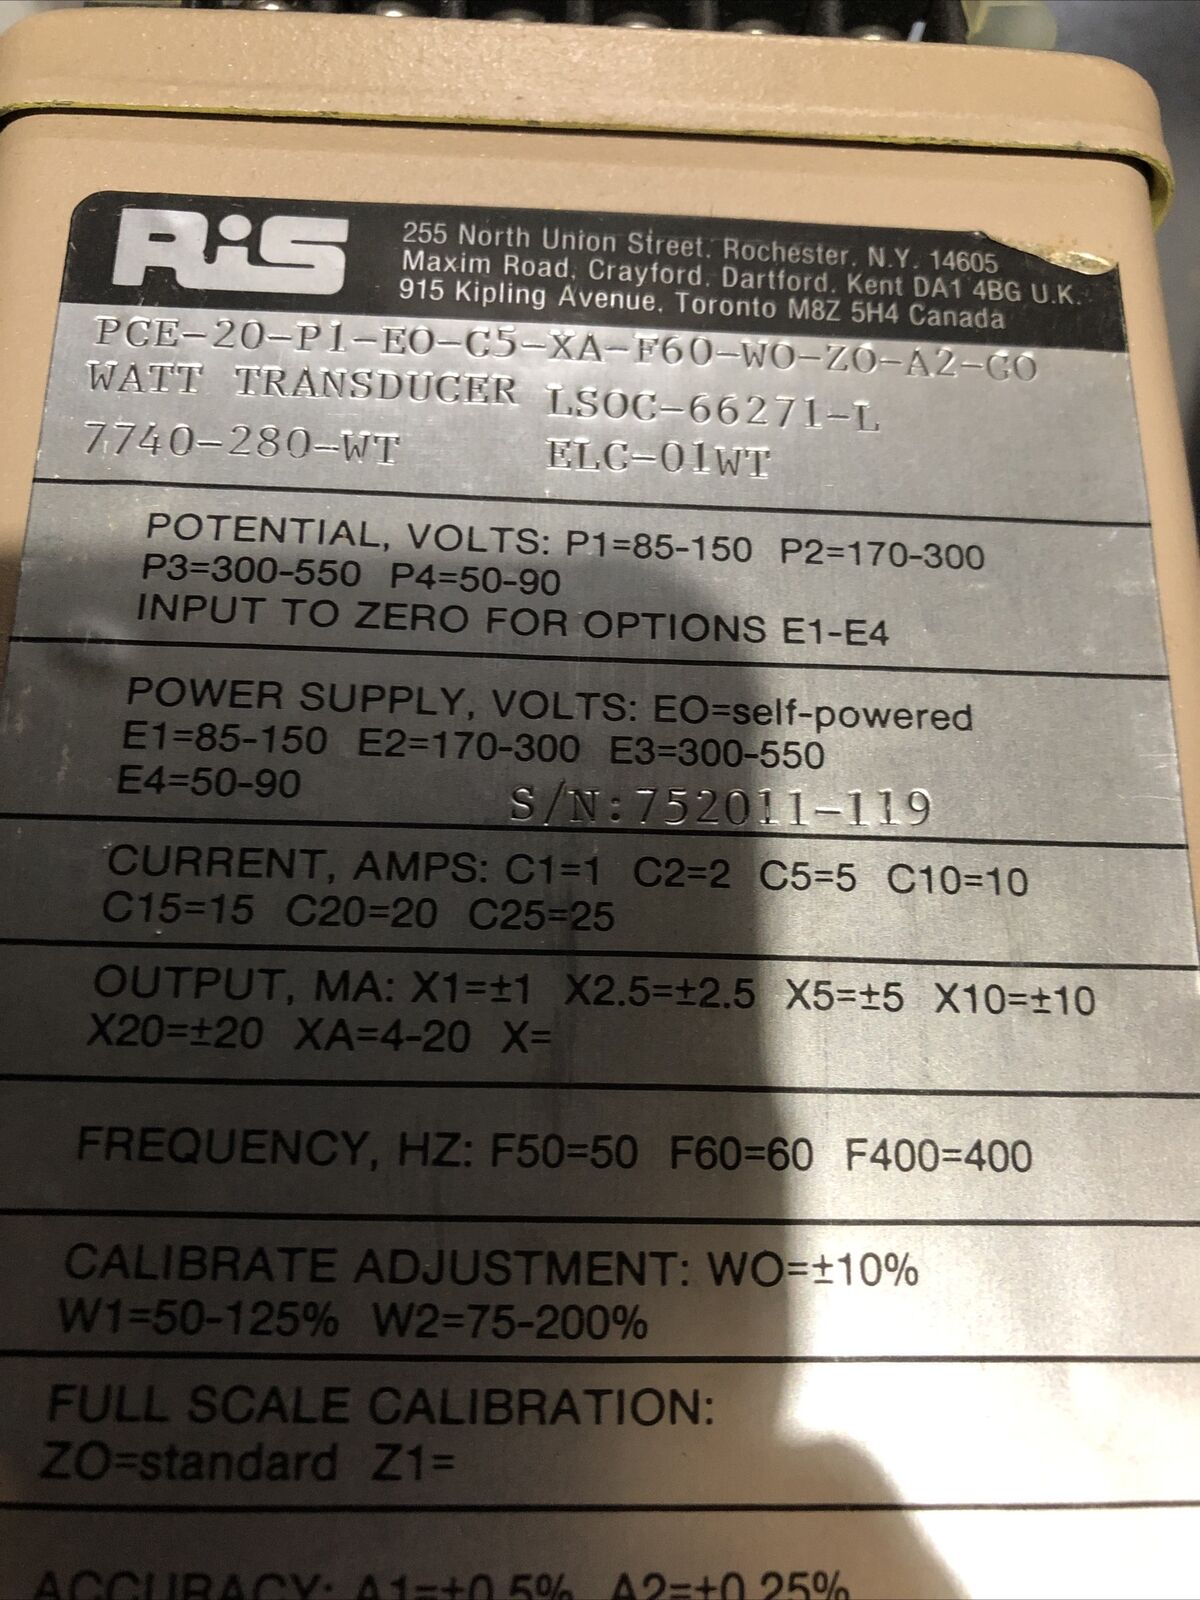 RiS
255 North Union Street. Rochester, N.Y. 14605
Maxim Road, Crayford. Dartford. Kent DA1 4BG U.K.
915 Kipling Avenue, Toronto M8Z 5H4 Canada
PCE-20-P1-EO-C5-XA-F60-WO-ZO-A2-GO
WATT TRANSDUCER LSOC-66271-L
7740-280-WT ELC-01WT
POTENTIAL, VOLTS: P1=85-150 P2=170-300
P3=300-550 P4=50-90
INPUT TO ZERO FOR OPTIONS E1-E4
POWER SUPPLY, VOLTS: EO=self-powered
E1=85-150 E2=170-300 E3=300-550
E4=50-90 S/N:752011-119
CURRENT, AMPS: C1=1 C2=2 C5=5 C10=10
C15=15 C20=20 C25=25
OUTPUT, MA: X1=±1 X2.5=±2.5 X5=±5 X10=±10
X20=±20 XA=4-20 X=
FREQUENCY, HZ: F50=50 F60=60 F400=400
CALIBRATE ADJUSTMENT: WO=±10%
W1=50-125% W2=75-200%
FULL SCALE CALIBRATION:
ZO=standard Z1=
ACCURACY: A1=±0.5% A2=±0.25%